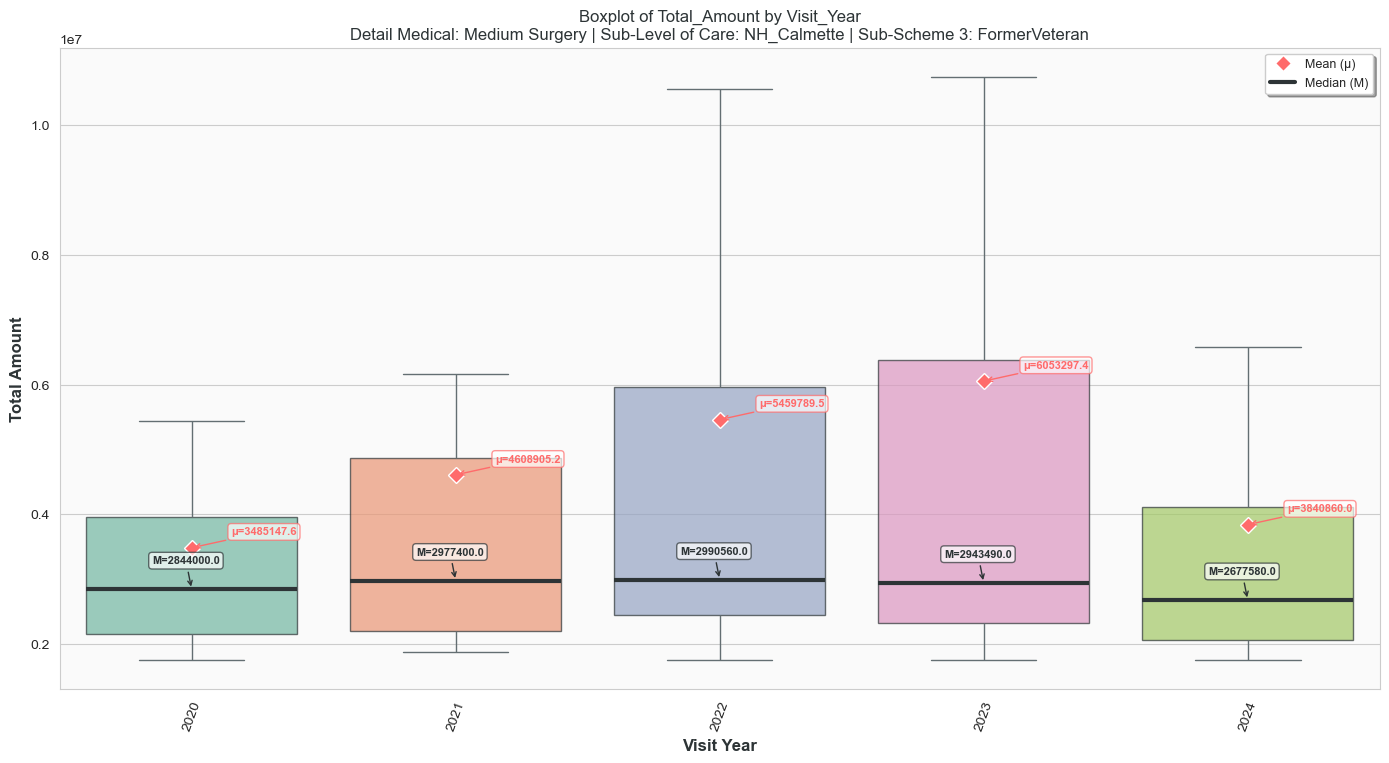 Boxplot of Total_Amount by Visit_Year
Detail Medical: Medium Surgery | Sub-Level of Care: NH_Calmette | Sub-Scheme 3: FormerVeteran
1e7
Mean (μ)
Median (M)
1.0
0.8
0.6
0.4
0.2
Total Amount
μ=3485147.6
M=2844000.0
μ=4608905.2
M=2977400.0
μ=5459789.5
M=2990560.0
μ=6053297.4
M=2943490.0
μ=3840860.0
M=2677580.0
2020
2021
2022
2023
2024
Visit Year